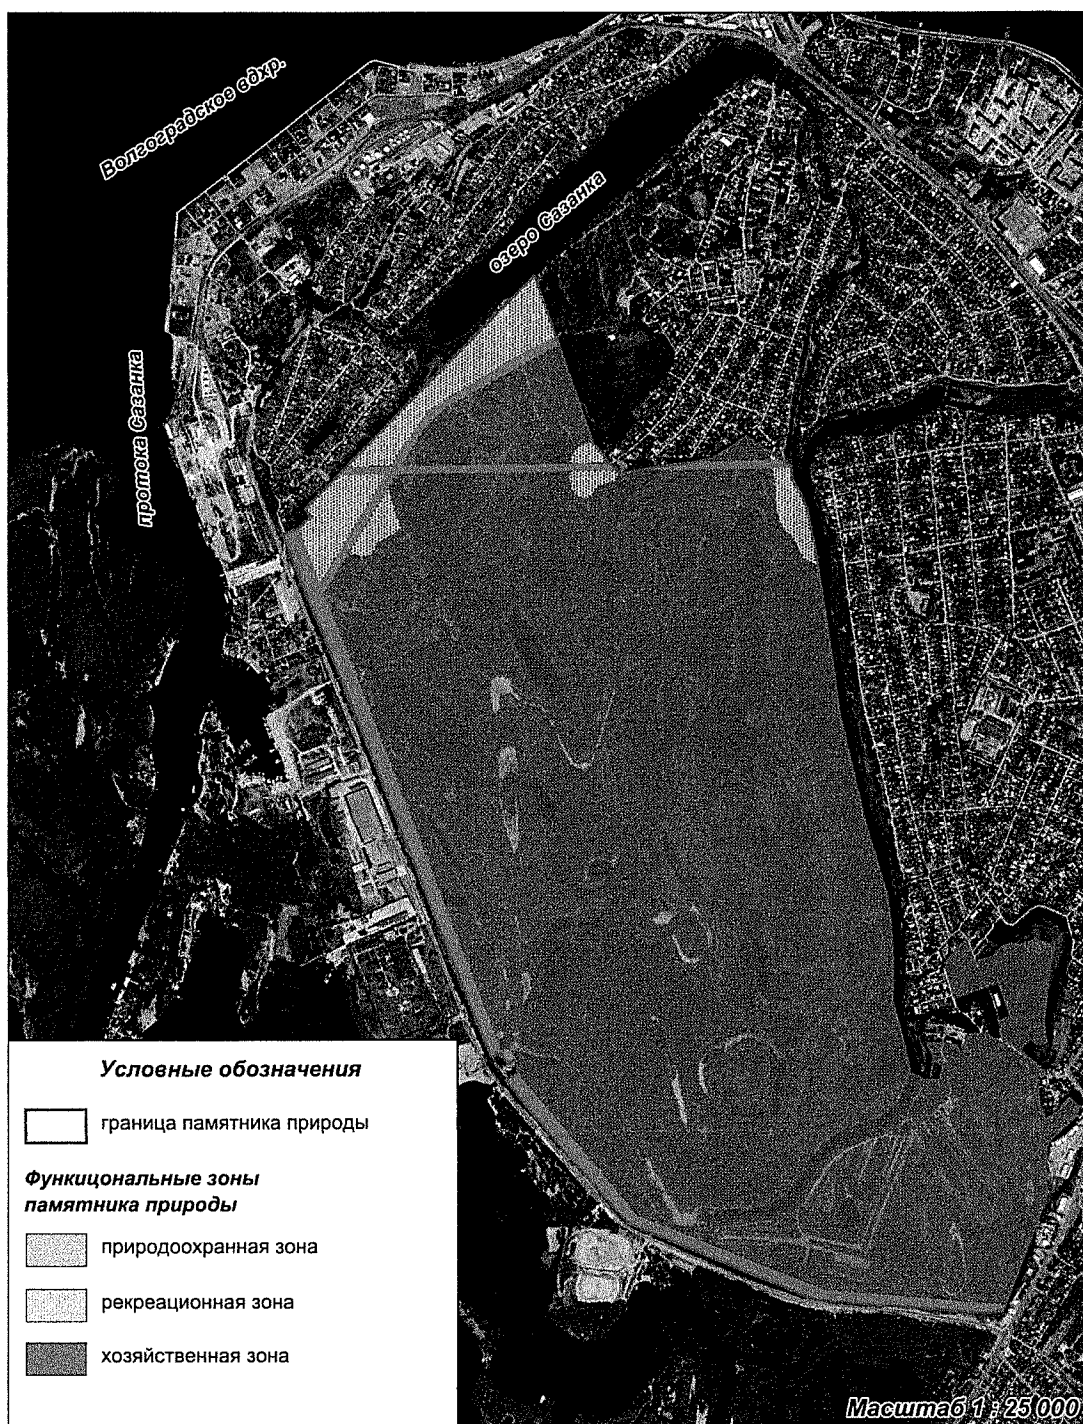 Волгоградское вдхр.
озеро Сазанка
протока Сазанка
Условные обозначения
граница памятника природы
Функциональные зоны
памятника природы
природоохранная зона
рекреационная зона
хозяйственная зона
Масштаб 1 : 25 000